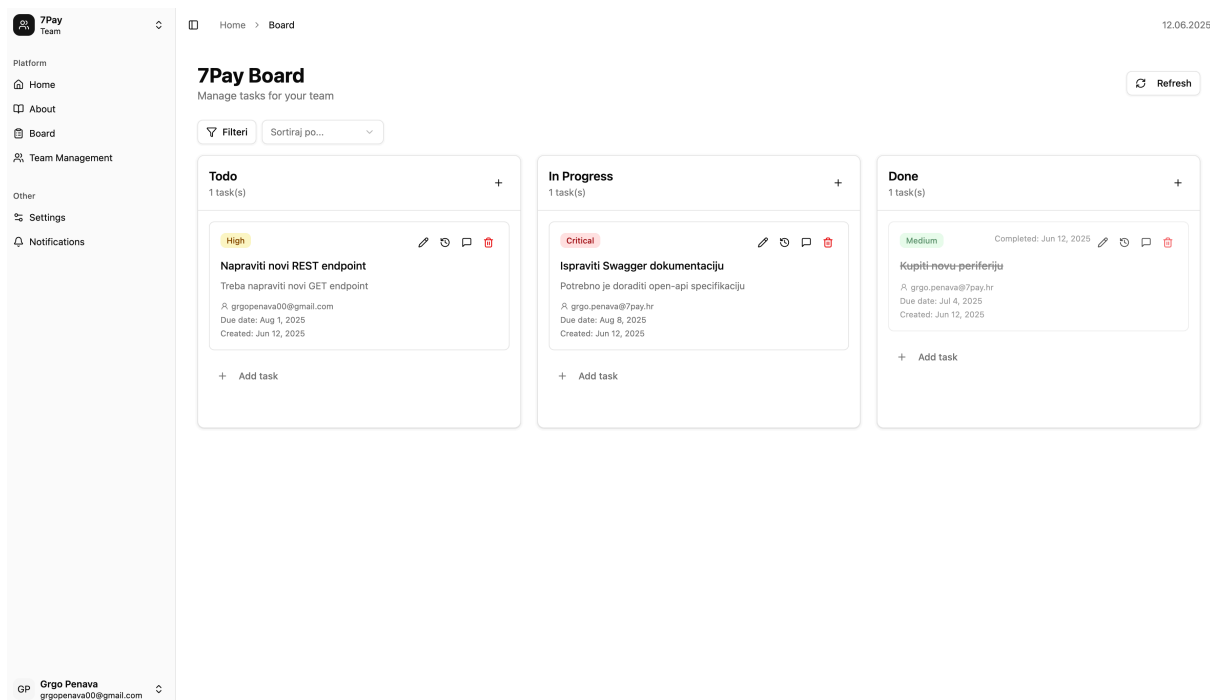 7Pay
Team
Platform
Home
About
Board
Team Management
Other
Settings
Notifications
GP
Grgo Penava
grgopenava00@gmail.com
Home > Board
12.06.2025
7Pay Board
Manage tasks for your team
Refresh
Filteri
Sortiraj po...
Todo
1 task(s)
High
Napraviti novi REST endpoint
Treba napraviti novi GET endpoint
grgopenava00@gmail.com
Due date: Aug 1, 2025
Created: Jun 12, 2025
+ Add task
In Progress
1 task(s)
Critical
Ispraviti Swagger dokumentaciju
Potrebno je doraditi open-api specifikaciju
grgo.penava@7pay.hr
Due date: Aug 8, 2025
Created: Jun 12, 2025
+ Add task
Done
1 task(s)
Medium
Completed: Jun 12, 2025
Kupiti novu periferiju
grgo.penava@7pay.hr
Due date: Jul 4, 2025
Created: Jun 12, 2025
+ Add task